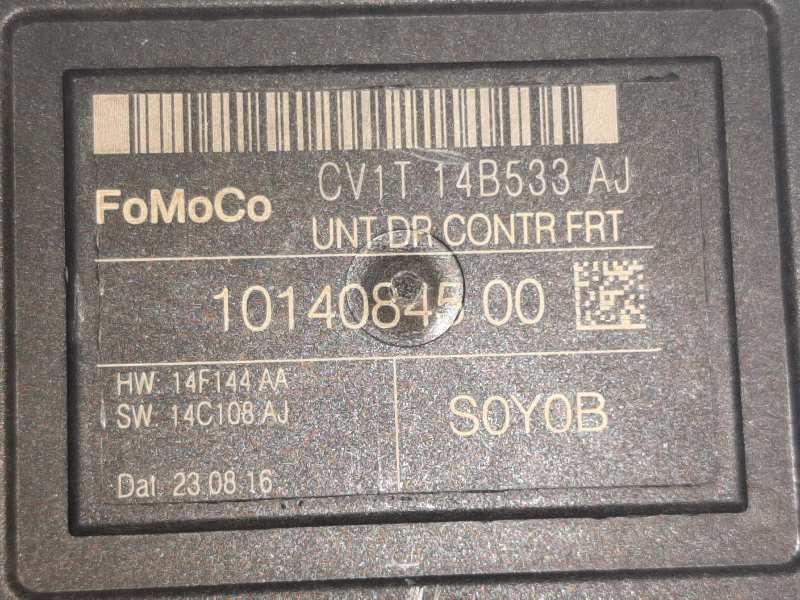 CV1T 14B533 AJ
FoMoCo
UNT DR CONTR FRT
10140845 00
HW: 14F144 AA
SW: 14C108 AJ
S0Y0B
Dat. 23.08.16